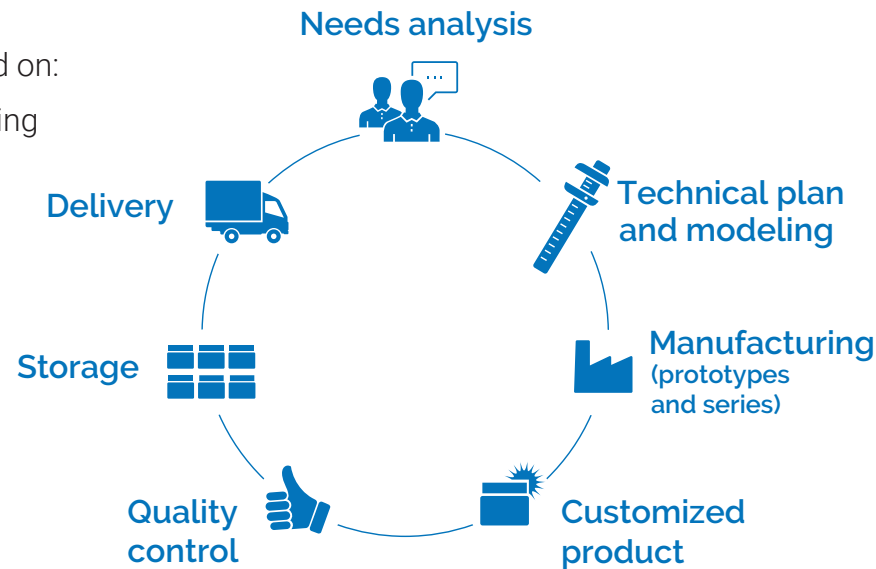 Needs analysis
d on:
ing
Technical plan
and modeling
Manufacturing
(prototypes
and series)
Customized
product
Quality
control
Storage
Delivery